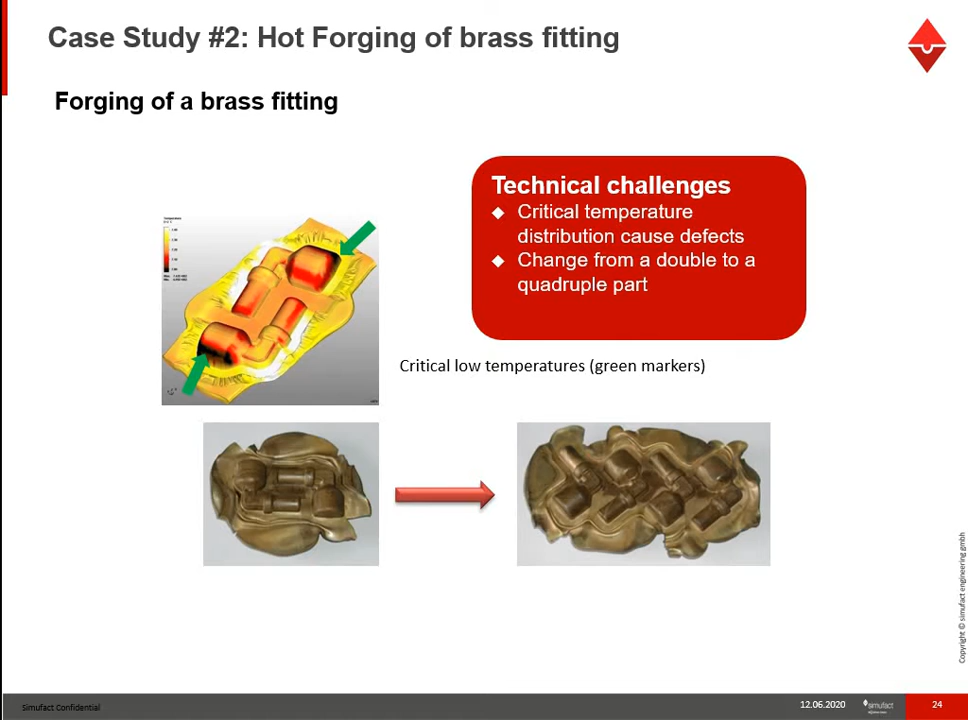 Case Study #2: Hot Forging of brass fitting
Forging of a brass fitting
Technical challenges
Critical temperature
distribution cause defects
Change from a double to a
quadruple part
Critical low temperatures (green markers)
Copyright © simufact engineering gmbh
Simufact Confidential
12.06.2020
simufact
24